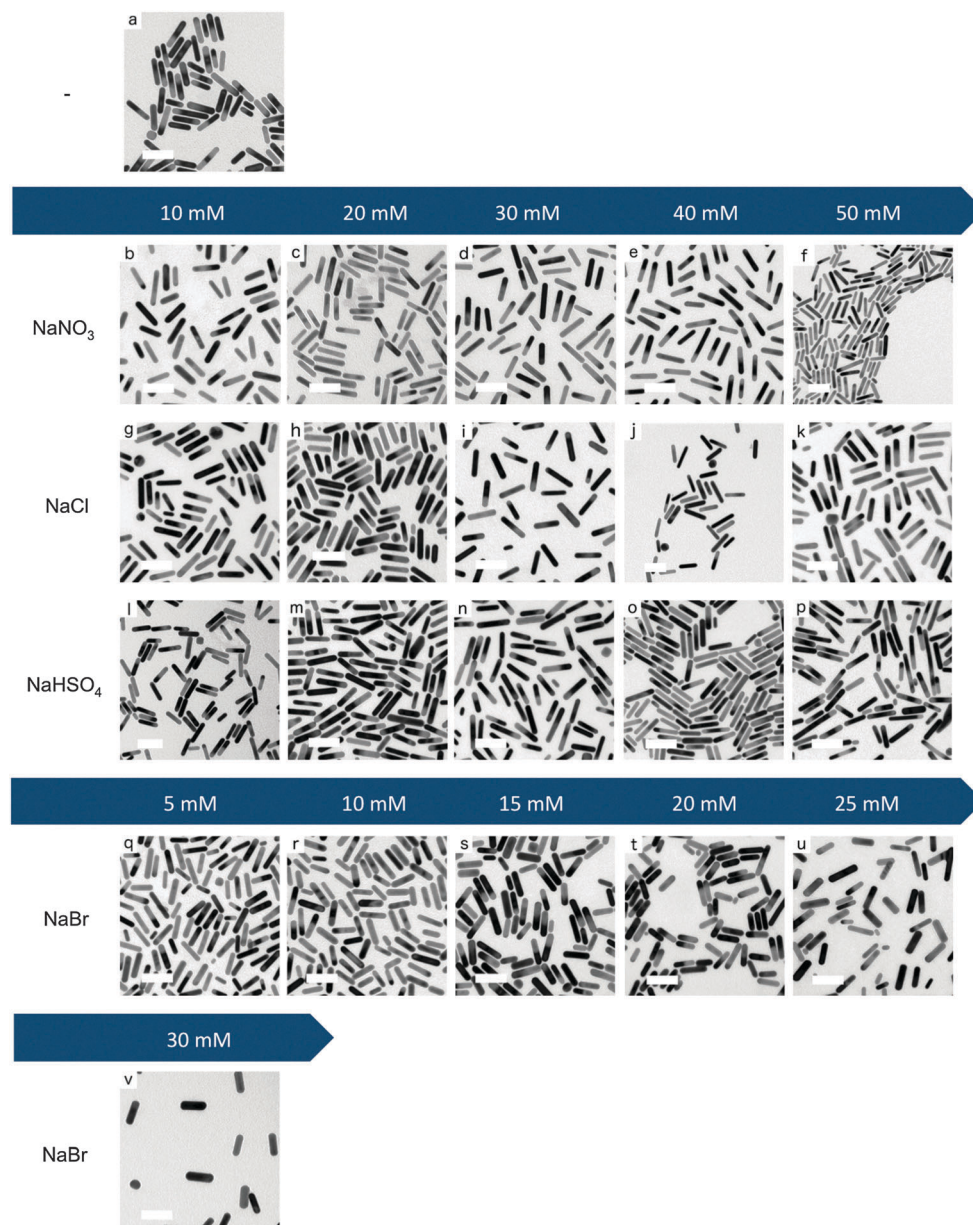 a
-
10 mM 20 mM 30 mM 40 mM 50 mM
b c d e f
NaNO₃
g h i j k
NaCl
l m n o p
NaHSO₄
5 mM 10 mM 15 mM 20 mM 25 mM
q r s t u
NaBr
30 mM
v
NaBr